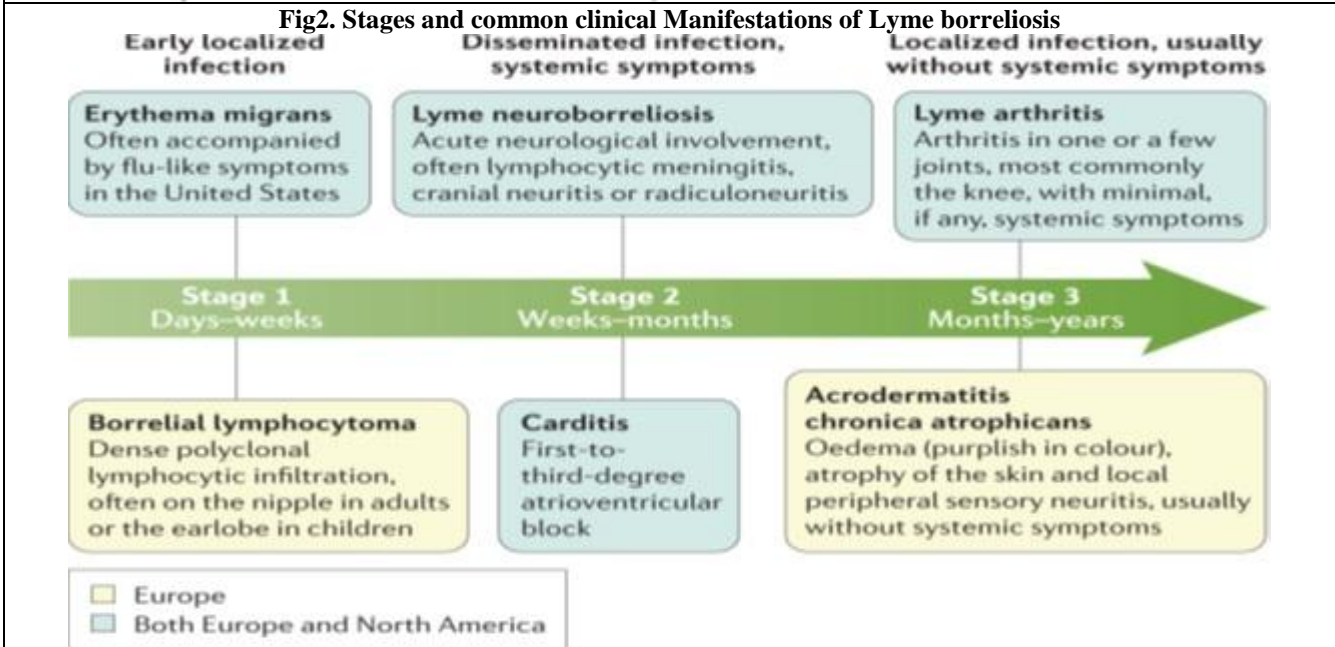 Fig2. Stages and common clinical Manifestations of Lyme borreliosis
Early localized
infection
Disseminated infection,
systemic symptoms
Localized infection, usually
without systemic symptoms
Erythema migrans
Often accompanied
by flu-like symptoms
in the United States
Lyme neuroborreliosis
Acute neurological involvement,
often lymphocytic meningitis,
cranial neuritis or radiculoneuritis
Lyme arthritis
Arthritis in one or a few
joints, most commonly
the knee, with minimal,
if any, systemic symptoms
Stage 1
Days–weeks
Stage 2
Weeks–months
Stage 3
Months–years
Borrelial lymphocytoma
Dense polyclonal
lymphocytic infiltration,
often on the nipple in adults
or the earlobe in children
Carditis
First-to-
third-degree
atrioventricular
block
Acrodermatitis
chronica atrophicans
Oedema (purplish in colour),
atrophy of the skin and local
peripheral sensory neuritis, usually
without systemic symptoms
Europe
Both Europe and North America